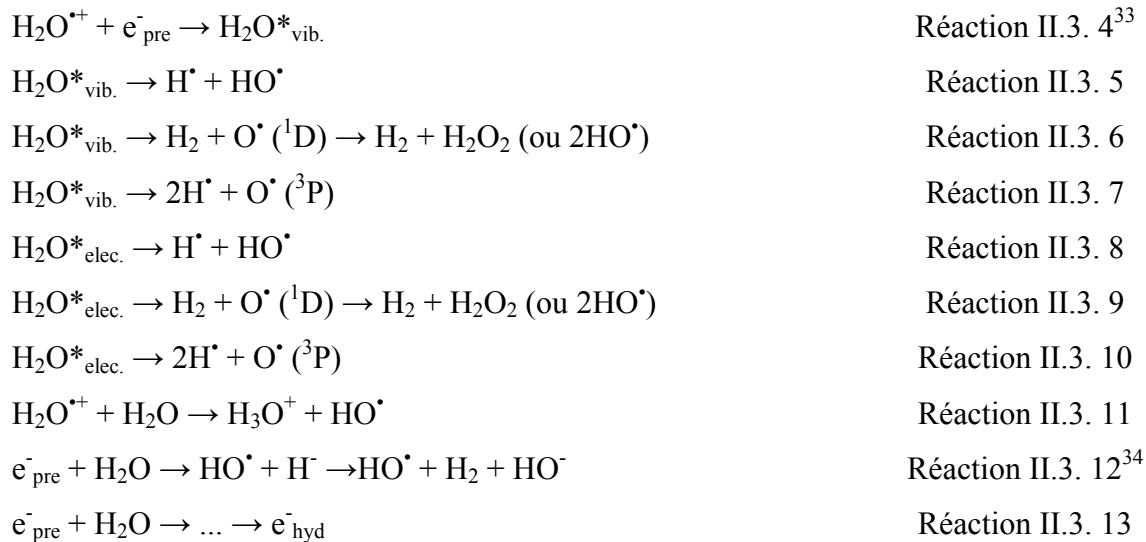 H₂O•⁺ + e⁻pre → H₂O*vib. Réaction II.3. 4³³
H₂O*vib. → H• + HO• Réaction II.3. 5
H₂O*vib. → H₂ + O• (¹D) → H₂ + H₂O₂ (ou 2HO•) Réaction II.3. 6
H₂O*vib. → 2H• + O• (³P) Réaction II.3. 7
H₂O*elec. → H• + HO• Réaction II.3. 8
H₂O*elec. → H₂ + O• (¹D) → H₂ + H₂O₂ (ou 2HO•) Réaction II.3. 9
H₂O*elec. → 2H• + O• (³P) Réaction II.3. 10
H₂O•⁺ + H₂O → H₃O⁺ + HO• Réaction II.3. 11
e⁻pre + H₂O → HO• + H⁻ →HO• + H₂ + HO⁻ Réaction II.3. 12³⁴
e⁻pre + H₂O → ... → e⁻hyd Réaction II.3. 13